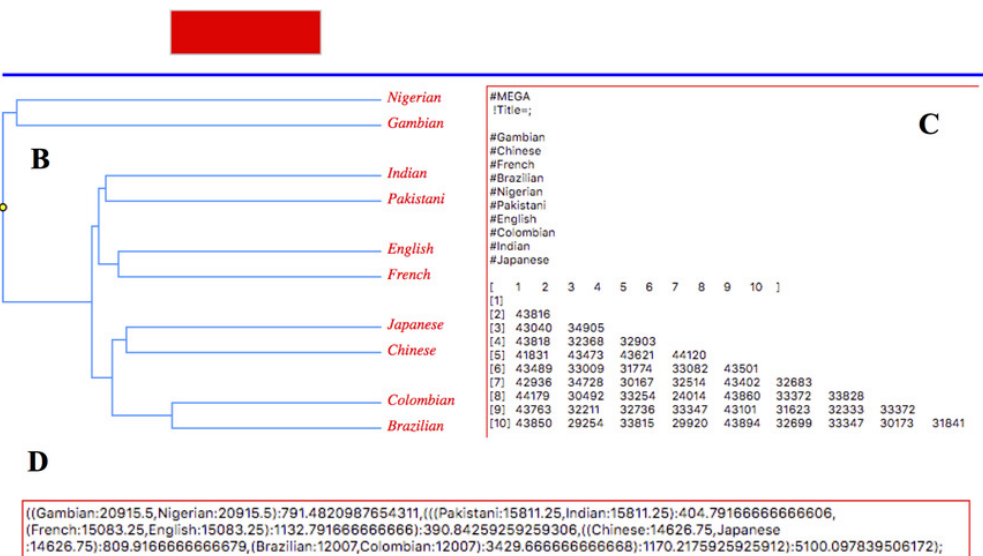 Nigerian
Gambian
B
Indian
Pakistani
English
French
Japanese
Chinese
Colombian
Brazilian
#MEGA
!Title=;
C
#Gambian
#Chinese
#French
#Brazilian
#Nigerian
#Pakistani
#English
#Colombian
#Indian
#Japanese
[ 1 2 3 4 5 6 7 8 9 10 ]
[1]
[2] 43816
[3] 43040 34905
[4] 43818 32368 32903
[5] 41831 43473 43621 44120
[6] 43489 33009 31774 33082 43501
[7] 42936 34728 30167 32514 43402 32683
[8] 44179 30492 33254 24014 43860 33372 33828
[9] 43763 32211 32736 33347 43101 31623 32333 33372
[10] 43850 29254 33815 29920 43894 32699 33347 30173 31841
D
((Gambian:20915.5,Nigerian:20915.5):791.4820987654311,(((Pakistani:15811.25,Indian:15811.25):404.79166666666606,
(French:15083.25,English:15083.25):1132.791666666666):390.84259259259306,((Chinese:14626.75,Japanese
:14626.75):809.9166666666679,(Brazilian:12007,Colombian:12007):3429.666666666668):1170.2175925925912):5100.097839506172);